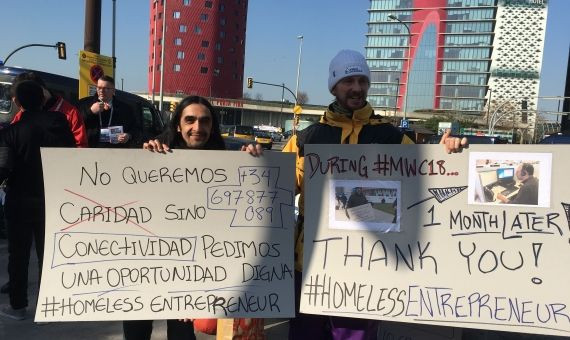 NO QUEREMOS
+34
697877
089
CARIDAD SINO
CONECTIVIDAD PEDIMOS
UNA OPORTUNIDAD DIGNA
#HOMELESS ENTREPRENEUR
DURING #MWC18...
1 MONTH LATER
THANK YOU!
#HOMELESSENTREPRENEUR